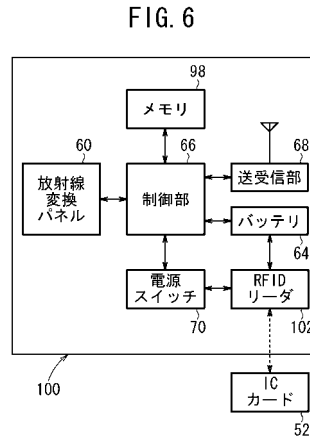 FIG. 6
98
メモリ
60
放射線
変換
パネル
66
制御部
68
送受信部
バッテリ
64
電源
スイッチ
70
RFID
リーダ
102
100
IC
カード
52